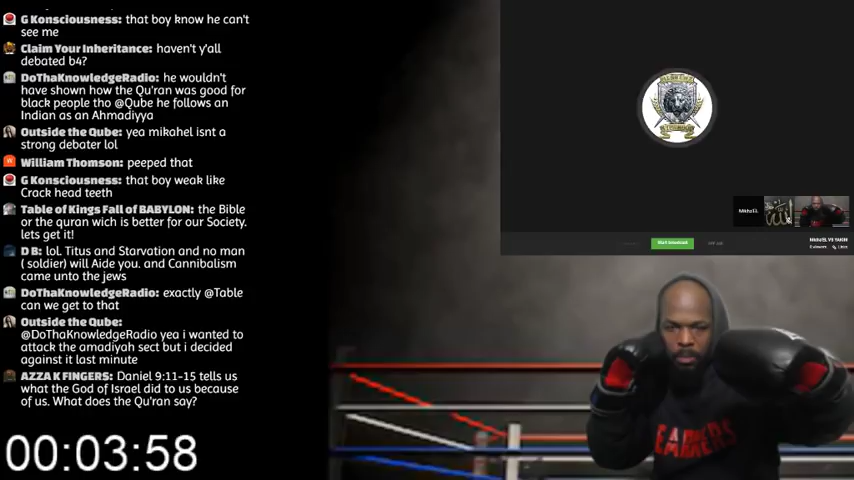 G Konsciousness: that boy know he can't
see me
Claim Your Inheritance: haven't y'all
debated b4?
DoThaKnowledgeRadio: he wouldn't
have shown how the Qu'ran was good for
black people tho @Qube he follows an
Indian as an Ahmadiyya
Outside the Qube: yea mikahel isnt a
strong debater lol
William Thomson: peeped that
G Konsciousness: that boy weak like
Crack head teeth
Table of Kings Fall of BABYLON: the Bible
or the quran wich is better for our Society.
lets get it!
D B: lol. Titus and Starvation and no man
( soldier) will Aide you. and Cannibalism
came unto the jews
DoThaKnowledgeRadio: exactly @Table
can we get to that
Outside the Qube:
@DoThaKnowledgeRadio yea i wanted to
attack the amadiyah sect but i decided
against it last minute
AZZA K FINGERS: Daniel 9:11-15 tells us
what the God of Israel did to us because
of us. What does the Qu'ran say?
00:03:58